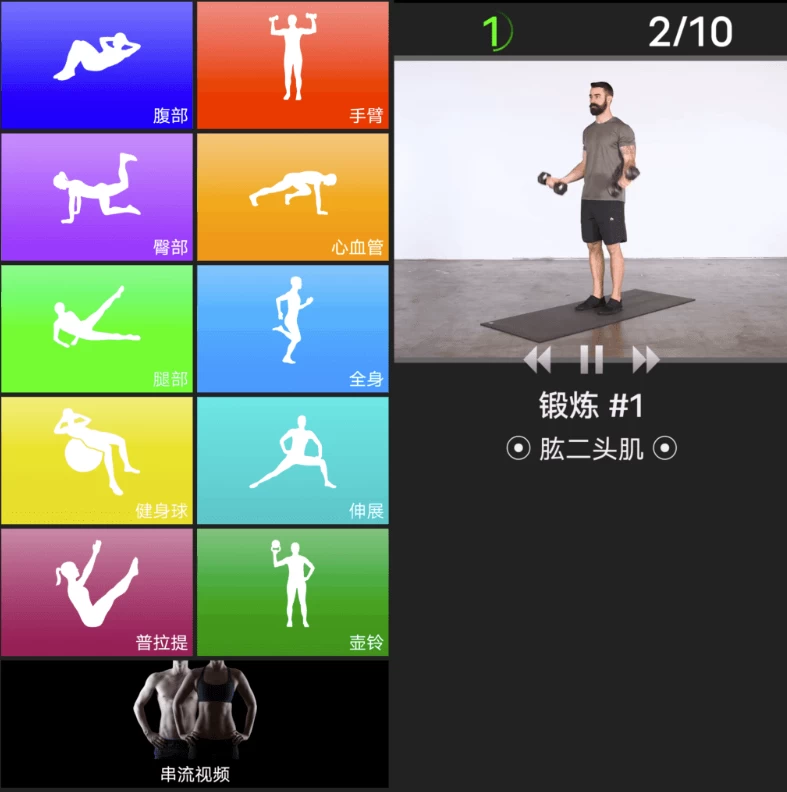 腹部
手臂
臀部
心血管
腿部
全身
健身球
伸展
普拉提
壶铃
串流视频
1
2/10
锻炼 #1
肱二头肌